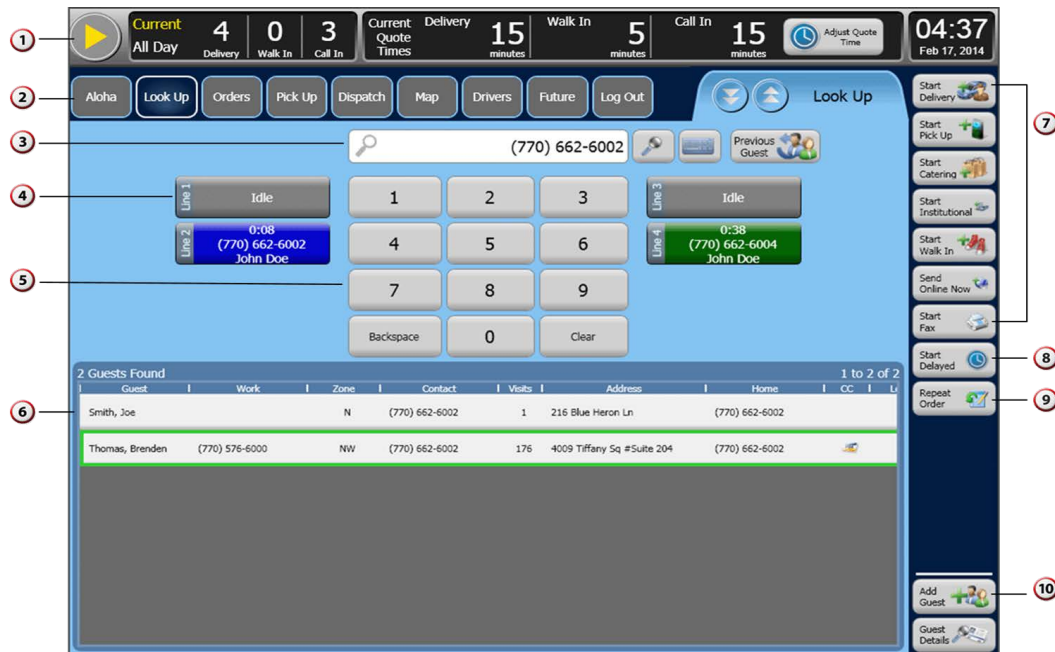 Current
All Day
4
Delivery
0
Walk In
3
Call In
Current
Quote
Times
Delivery
15
minutes
Walk In
5
minutes
Call In
15
minutes
Adjust Quote
Time
04:37
Feb 17, 2014
1
2
Aloha
Look Up
Orders
Pick Up
Dispatch
Map
Drivers
Future
Log Out
Look Up
3
(770) 662-6002
Previous
Guest
4
Line 1
Idle
Line 2
0:08
(770) 662-6002
John Doe
1
2
3
4
5
6
7
8
9
Backspace
0
Clear
Line 3
Idle
Line 4
0:38
(770) 662-6004
John Doe
5
Start
Delivery
Start
Pick Up
Start
Catering
Start
Institutional
Start
Walk In
Send
Online Now
Start
Fax
7
Start
Delayed
8
Repeat
Order
9
2 Guests Found
1 to 2 of 2
Guest Work Zone Contact Visits Address Home CC
6
Smith, Joe N (770) 662-6002 1 216 Blue Heron Ln (770) 662-6002
Thomas, Brenden (770) 576-6000 NW (770) 662-6002 176 4009 Tiffany Sq #Suite 204 (770) 662-6002
Add
Guest
10
Guest
Details